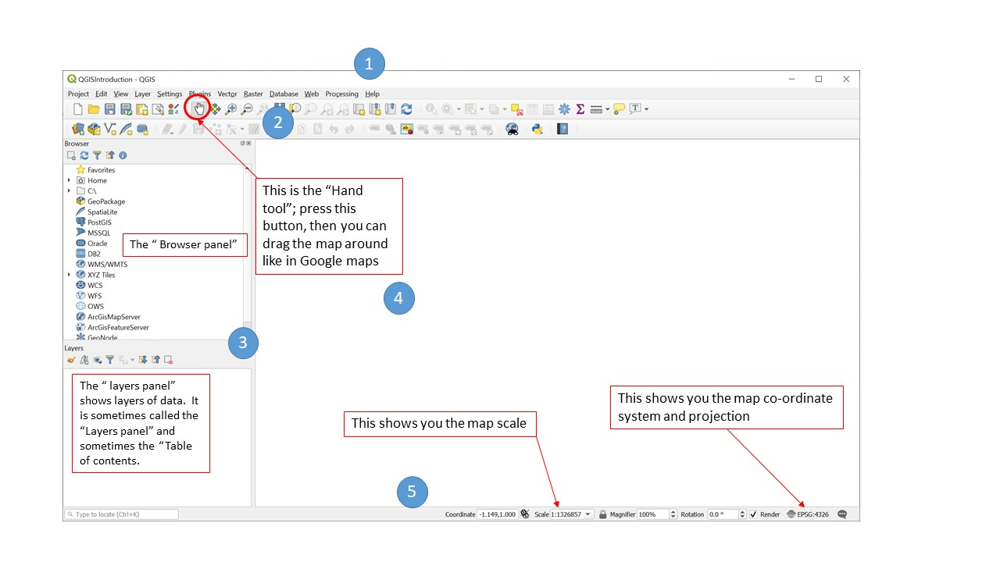 1
QGISIntroduction - QGIS
Project Edit View Layer Settings Plugins Vector Raster Database Web Processing Help
2
Browser
Favorites
Home
C:\
GeoPackage
SpatiaLite
PostGIS
MSSQL
Oracle
DB2
WMS/WMTS
XYZ Tiles
WCS
WFS
OWS
ArcGisMapServer
ArcGisFeatureServer
GeoNode
The “ Browser panel”
This is the “Hand
tool”; press this
button, then you can
drag the map around
like in Google maps
4
3
Layers
The “ layers panel”
shows layers of data.  It
is sometimes called the
“Layers panel” and
sometimes the “Table
of contents.
This shows you the map scale
This shows you the map co-ordinate
system and projection
5
Type to locate (Ctrl+K)
Coordinate -1.149,1.000 Scale 1:1326857 Magnifier 100% Rotation 0.0 ° Render EPSG:4326